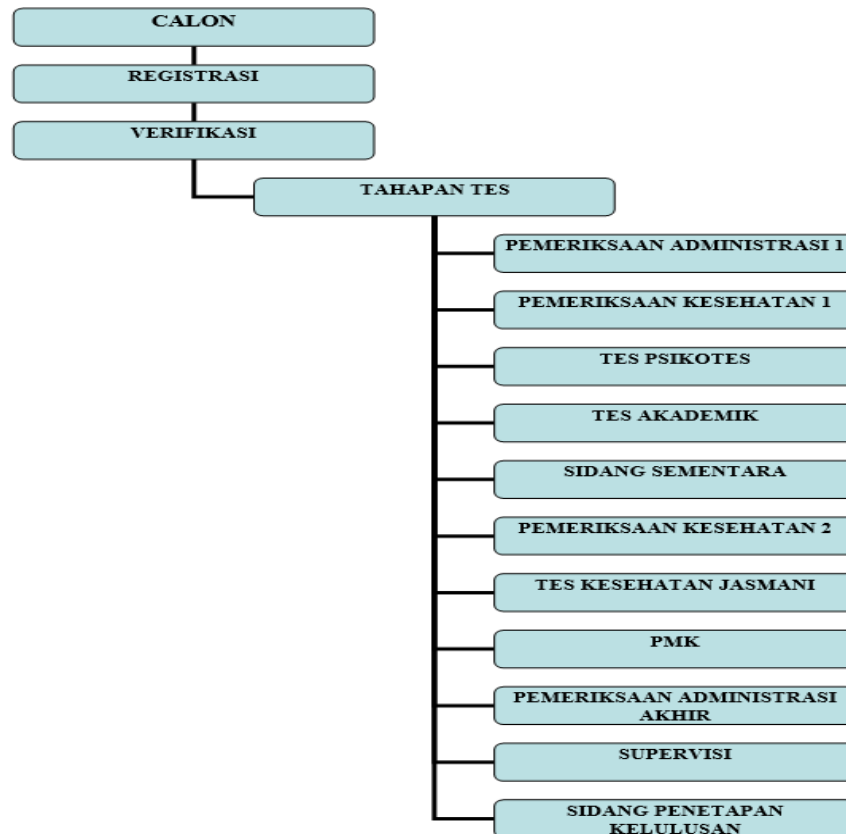 CALON
REGISTRASI
VERIFIKASI
TAHAPAN TES
PEMERIKSAAN ADMINISTRASI 1
PEMERIKSAAN KESEHATAN 1
TES PSIKOTES
TES AKADEMIK
SIDANG SEMENTARA
PEMERIKSAAN KESEHATAN 2
TES KESEHATAN JASMANI
PMK
PEMERIKSAAN ADMINISTRASI
AKHIR
SUPERVISI
SIDANG PENETAPAN
KELULUSAN